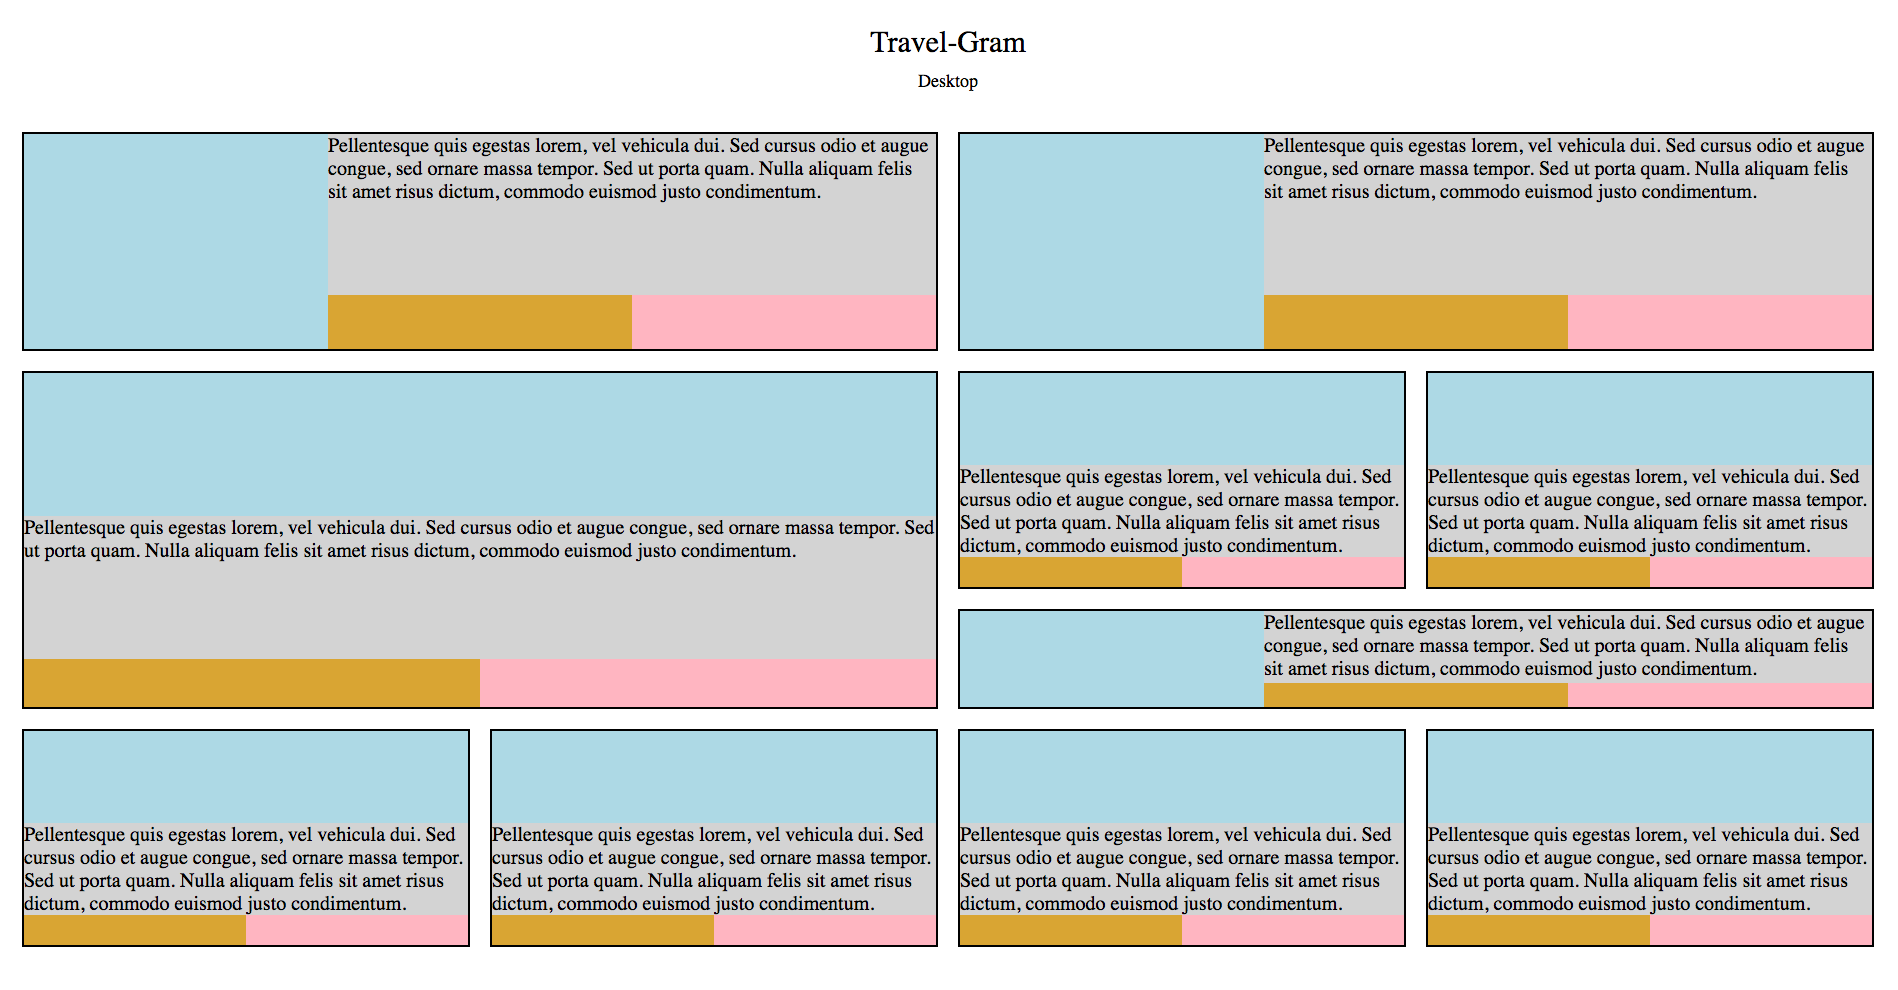 Travel-Gram
Desktop
Pellentesque quis egestas lorem, vel vehicula dui. Sed cursus odio et augue
congue, sed ornare massa tempor. Sed ut porta quam. Nulla aliquam felis
sit amet risus dictum, commodo euismod justo condimentum.
Pellentesque quis egestas lorem, vel vehicula dui. Sed cursus odio et augue
congue, sed ornare massa tempor. Sed ut porta quam. Nulla aliquam felis
sit amet risus dictum, commodo euismod justo condimentum.
Pellentesque quis egestas lorem, vel vehicula dui. Sed cursus odio et augue congue, sed ornare massa tempor. Sed
ut porta quam. Nulla aliquam felis sit amet risus dictum, commodo euismod justo condimentum.
Pellentesque quis egestas lorem, vel vehicula dui. Sed
cursus odio et augue congue, sed ornare massa tempor.
Sed ut porta quam. Nulla aliquam felis sit amet risus
dictum, commodo euismod justo condimentum.
Pellentesque quis egestas lorem, vel vehicula dui. Sed
cursus odio et augue congue, sed ornare massa tempor.
Sed ut porta quam. Nulla aliquam felis sit amet risus
dictum, commodo euismod justo condimentum.
Pellentesque quis egestas lorem, vel vehicula dui. Sed cursus odio et augue
congue, sed ornare massa tempor. Sed ut porta quam. Nulla aliquam felis
sit amet risus dictum, commodo euismod justo condimentum.
Pellentesque quis egestas lorem, vel vehicula dui. Sed
cursus odio et augue congue, sed ornare massa tempor.
Sed ut porta quam. Nulla aliquam felis sit amet risus
dictum, commodo euismod justo condimentum.
Pellentesque quis egestas lorem, vel vehicula dui. Sed
cursus odio et augue congue, sed ornare massa tempor.
Sed ut porta quam. Nulla aliquam felis sit amet risus
dictum, commodo euismod justo condimentum.
Pellentesque quis egestas lorem, vel vehicula dui. Sed
cursus odio et augue congue, sed ornare massa tempor.
Sed ut porta quam. Nulla aliquam felis sit amet risus
dictum, commodo euismod justo condimentum.
Pellentesque quis egestas lorem, vel vehicula dui. Sed
cursus odio et augue congue, sed ornare massa tempor.
Sed ut porta quam. Nulla aliquam felis sit amet risus
dictum, commodo euismod justo condimentum.